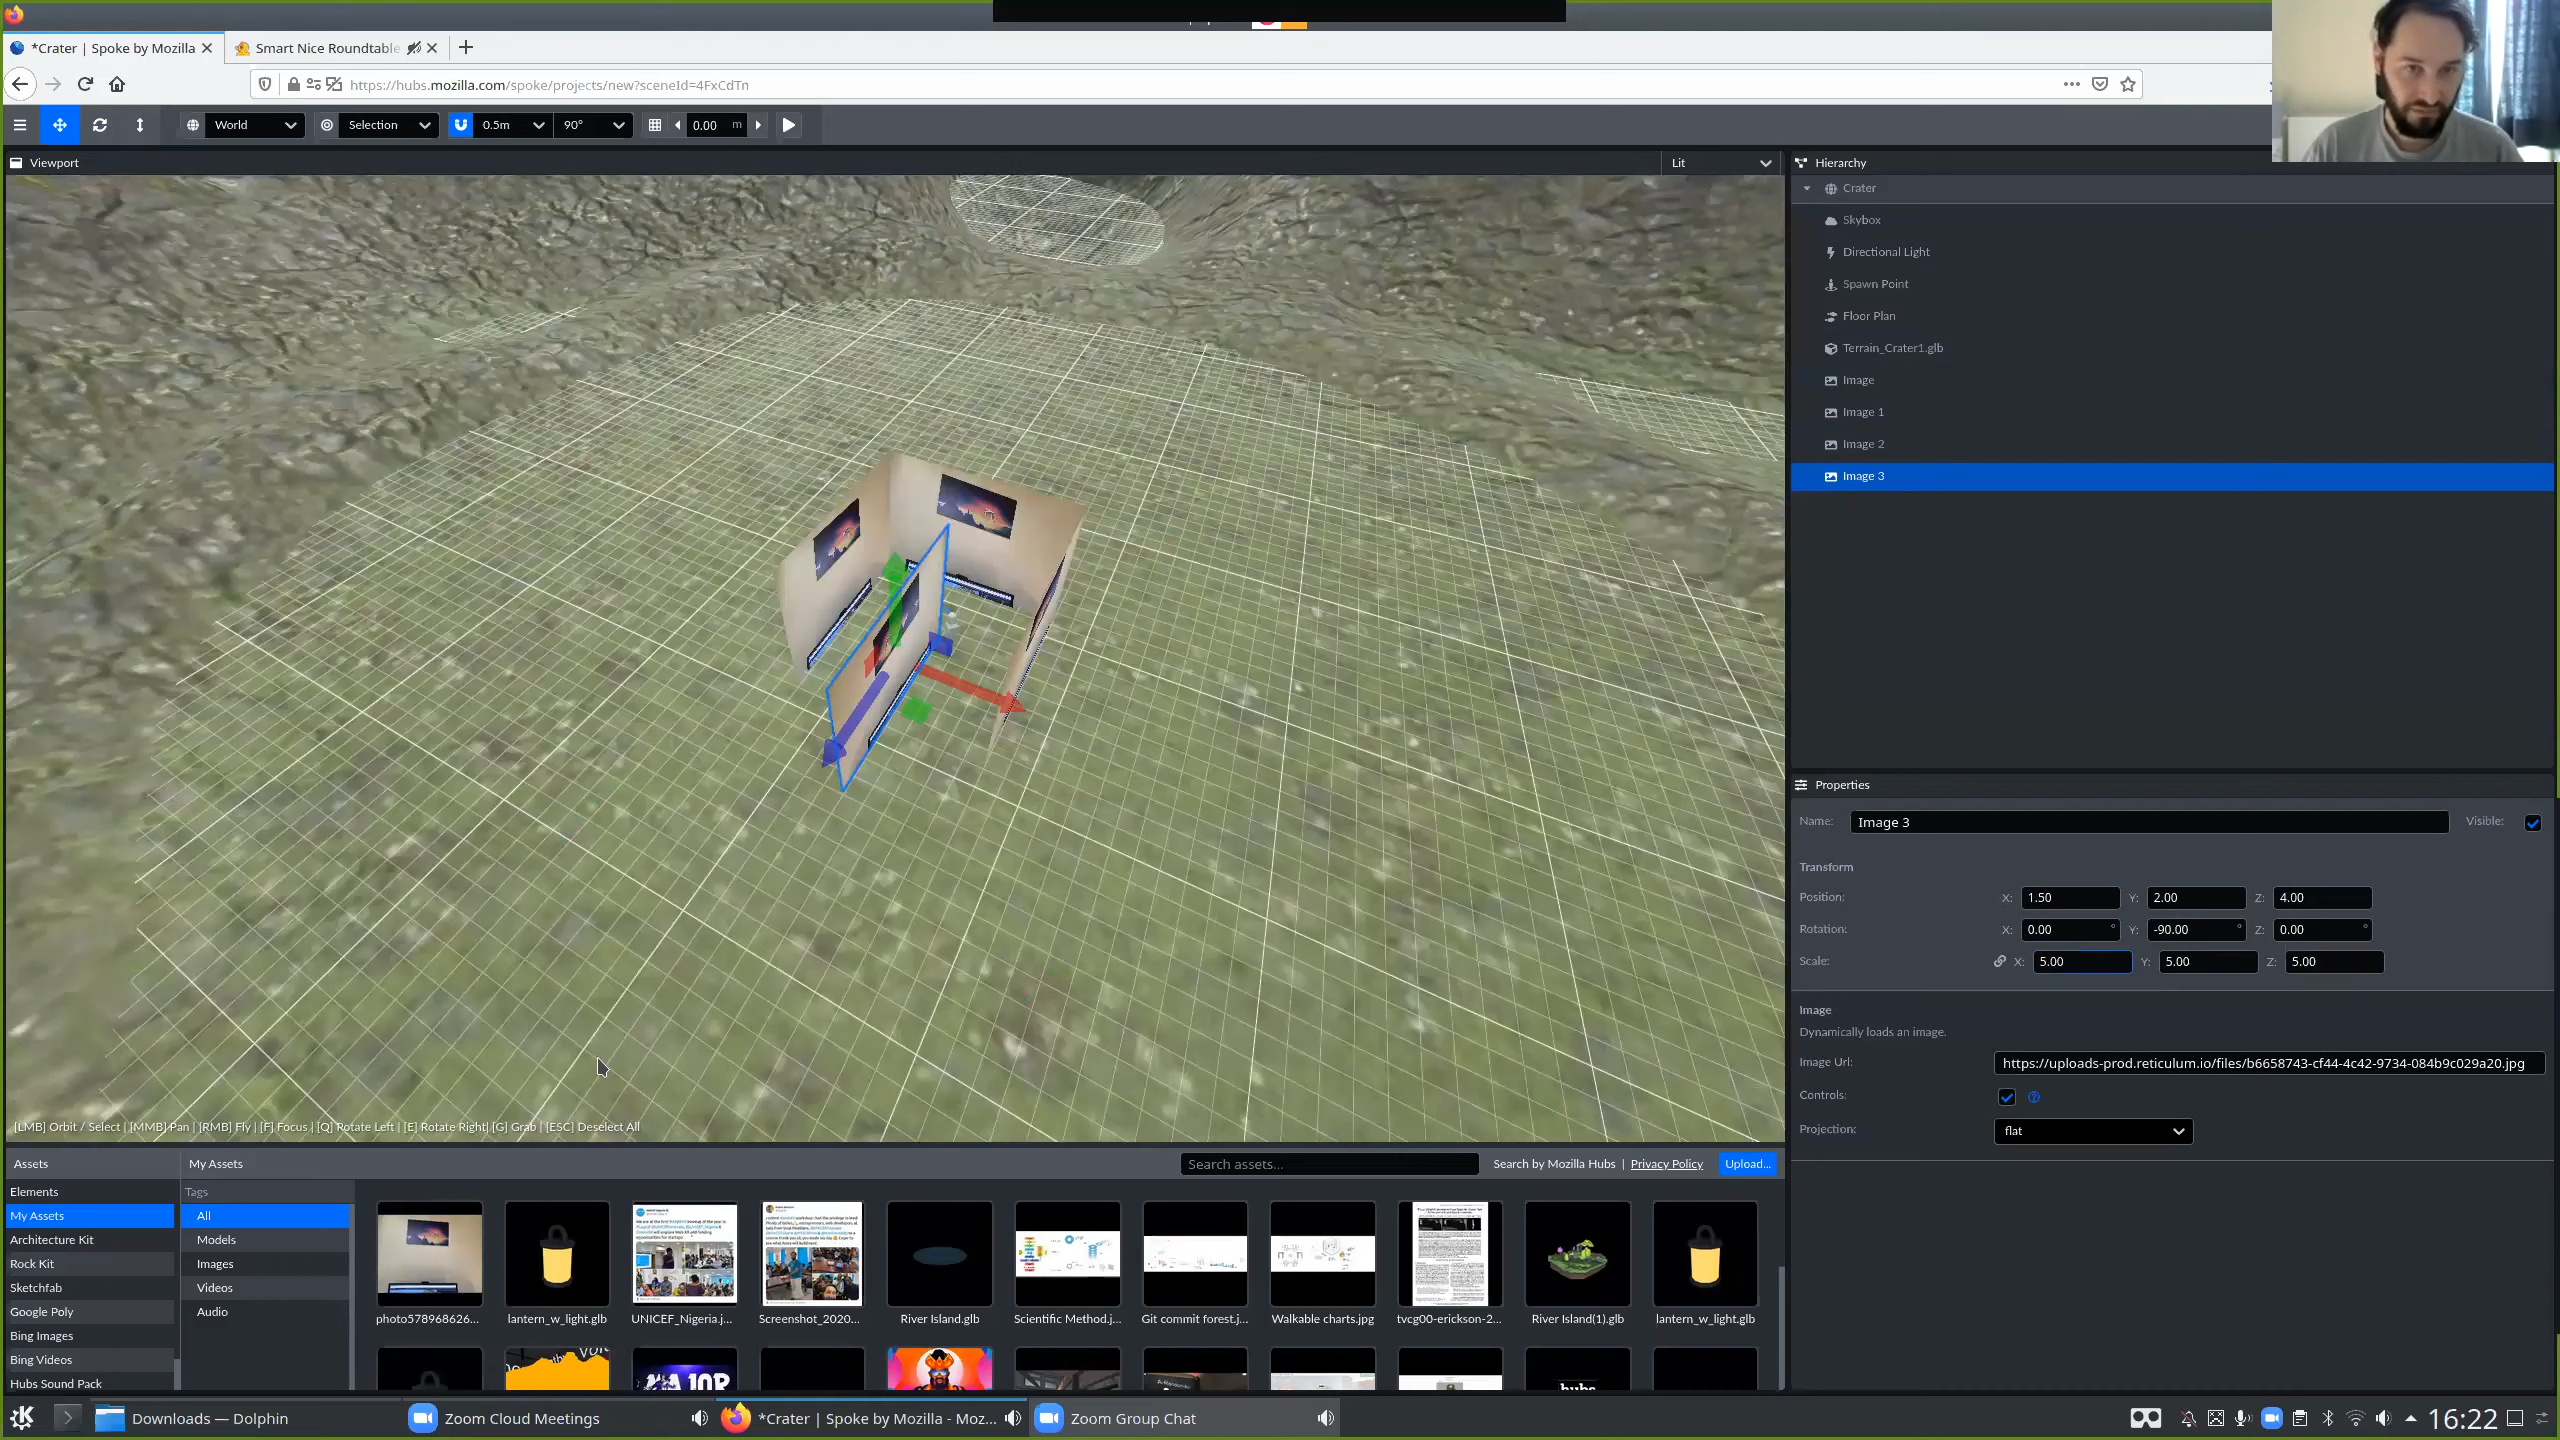 *Crater | Spoke by Mozilla
Smart Nice Roundtable
https://hubs.mozilla.com/spoke/projects/new?sceneId=4FxCdTn
World
Selection
0.5m
90°
0.00 m
Viewport
Lit
Hierarchy
Crater
Skybox
Directional Light
Spawn Point
Floor Plan
Terrain_Crater1.glb
Image
Image 1
Image 2
Image 3
Properties
Name: Image 3 Visible:
Transform
Position: X: 1.50 Y: 2.00 Z: 4.00
Rotation: X: 0.00 ° Y: -90.00 ° Z: 0.00 °
Scale: X: 5.00 Y: 5.00 Z: 5.00
Image
Dynamically loads an image.
Image Url: https://uploads-prod.reticulum.io/files/b6658743-cf44-4c42-9734-084b9c029a20.jpg
Controls:
Projection: flat
[LMB] Orbit / Select | [MMB] Pan | [RMB] Fly | [F] Focus | [Q] Rotate Left | [E] Rotate Right| [G] Grab | [ESC] Deselect All
Assets
My Assets
Search assets...
Search by Mozilla Hubs | Privacy Policy
Upload...
Elements
My Assets
Architecture Kit
Rock Kit
Sketchfab
Google Poly
Bing Images
Bing Videos
Hubs Sound Pack
Tags
All
Models
Images
Videos
Audio
photo578968626...
lantern_w_light.glb
UNICEF_Nigeria.j...
Screenshot_2020...
River Island.glb
Scientific Method.j...
Git commit forest.j...
Walkable charts.jpg
tvcg00-erickson-2...
River Island(1).glb
lantern_w_light.glb
MAJOR
hubs
Downloads — Dolphin
Zoom Cloud Meetings
*Crater | Spoke by Mozilla - Moz...
Zoom Group Chat
16:22